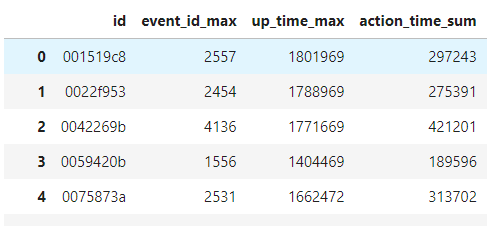 id event_id_max up_time_max action_time_sum
0 001519c8 2557 1801969 297243
1 0022f953 2454 1788969 275391
2 0042269b 4136 1771669 421201
3 0059420b 1556 1404469 189596
4 0075873a 2531 1662472 313702